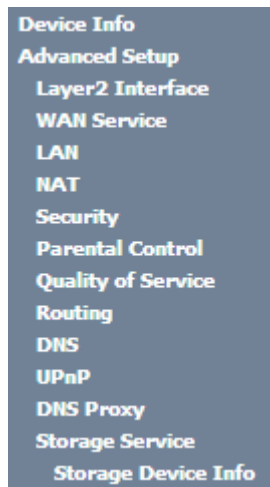 Device Info
Advanced Setup
Layer2 Interface
WAN Service
LAN
NAT
Security
Parental Control
Quality of Service
Routing
DNS
UPnP
DNS Proxy
Storage Service
Storage Device Info